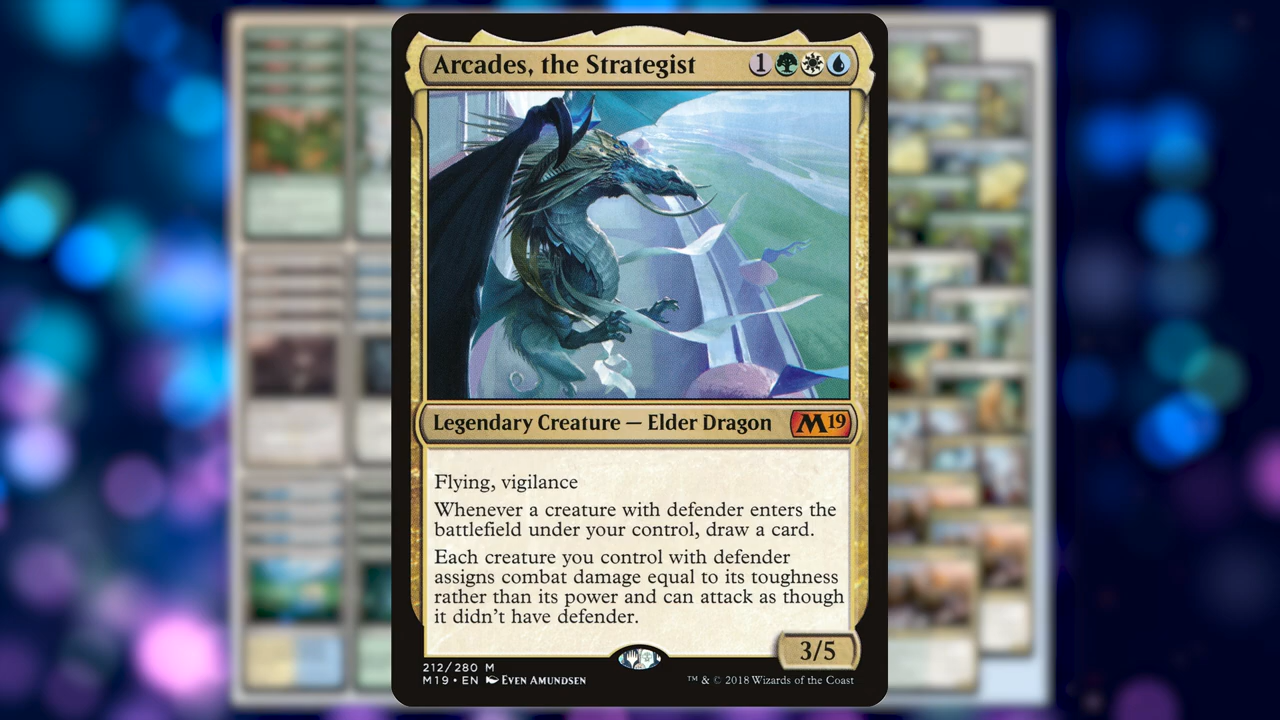 Arcades, the Strategist 1
Legendary Creature — Elder Dragon M19
Flying, vigilance
Whenever a creature with defender enters the
battlefield under your control, draw a card.
Each creature you control with defender
assigns combat damage equal to its toughness
rather than its power and can attack as though
it didn't have defender.
3/5
212/280 M
M19 • EN EVEN AMUNDSEN
™ & © 2018 Wizards of the Coast